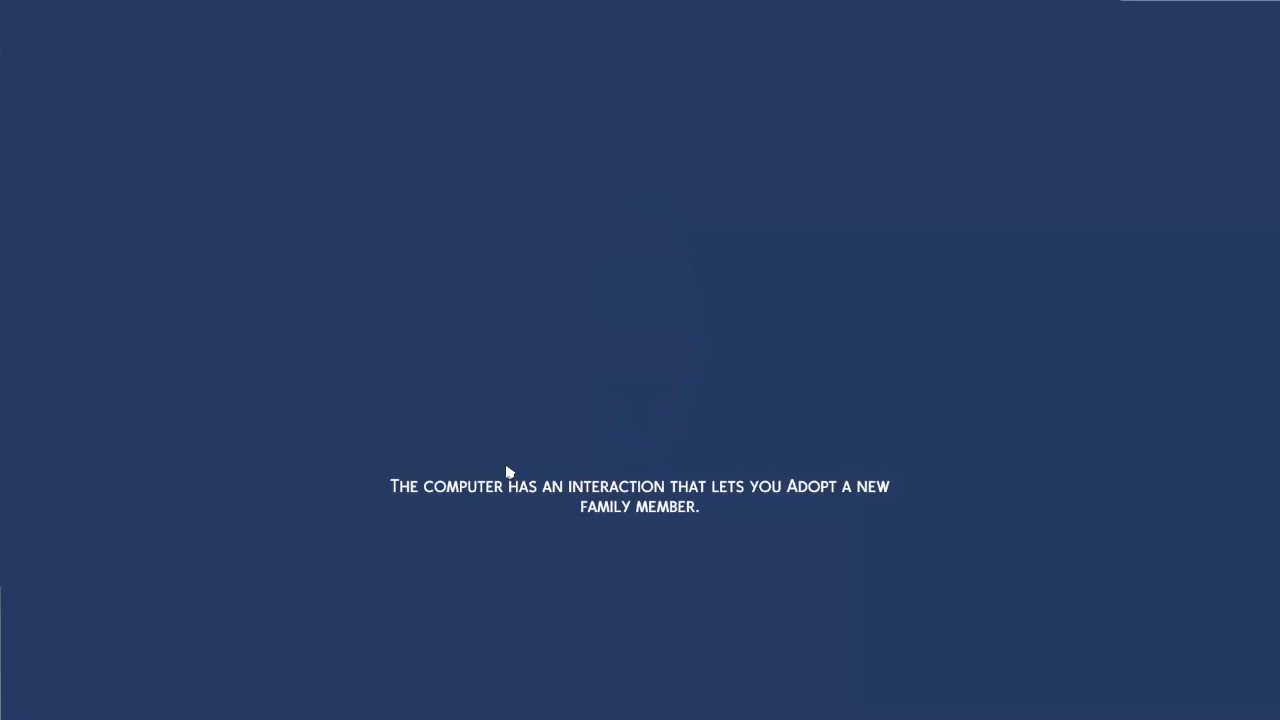 The computer has an interaction that lets you Adopt a new
family member.